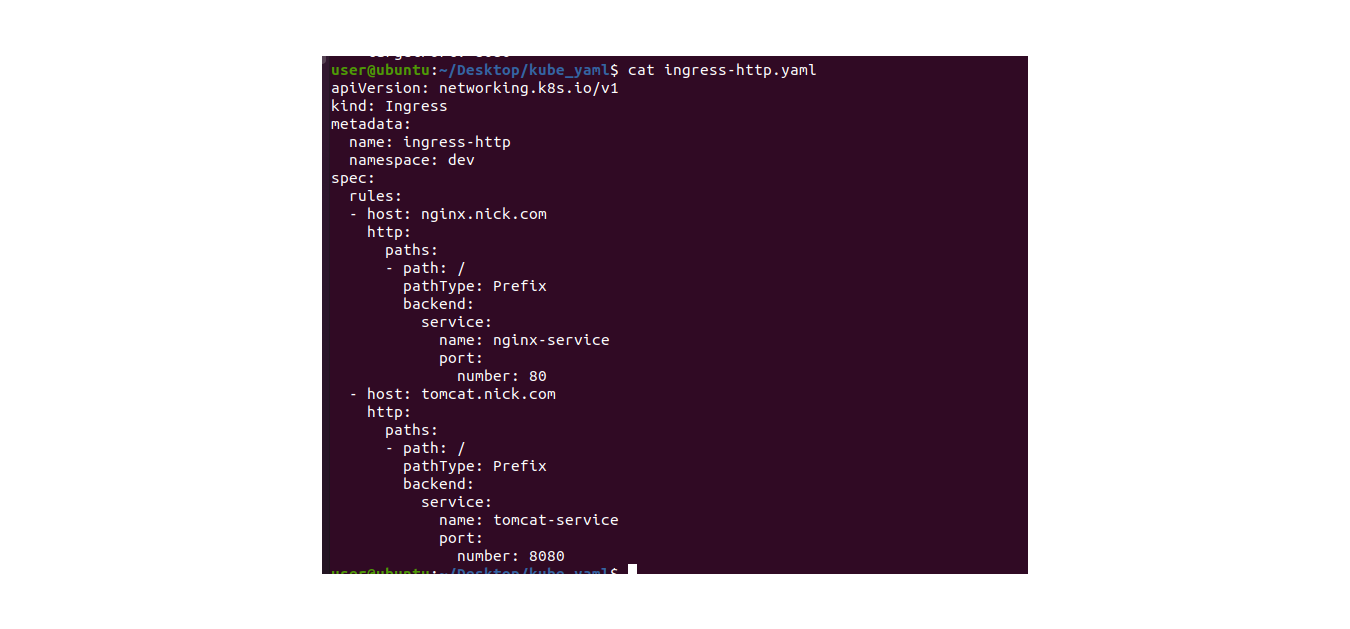 user@ubuntu:~/Desktop/kube_yaml$ cat ingress-http.yaml
apiVersion: networking.k8s.io/v1
kind: Ingress
metadata:
  name: ingress-http
  namespace: dev
spec:
  rules:
  - host: nginx.nick.com
    http:
      paths:
      - path: /
        pathType: Prefix
        backend:
          service:
            name: nginx-service
            port:
              number: 80
  - host: tomcat.nick.com
    http:
      paths:
      - path: /
        pathType: Prefix
        backend:
          service:
            name: tomcat-service
            port:
              number: 8080
user@ubuntu:~/Desktop/kube_yaml$